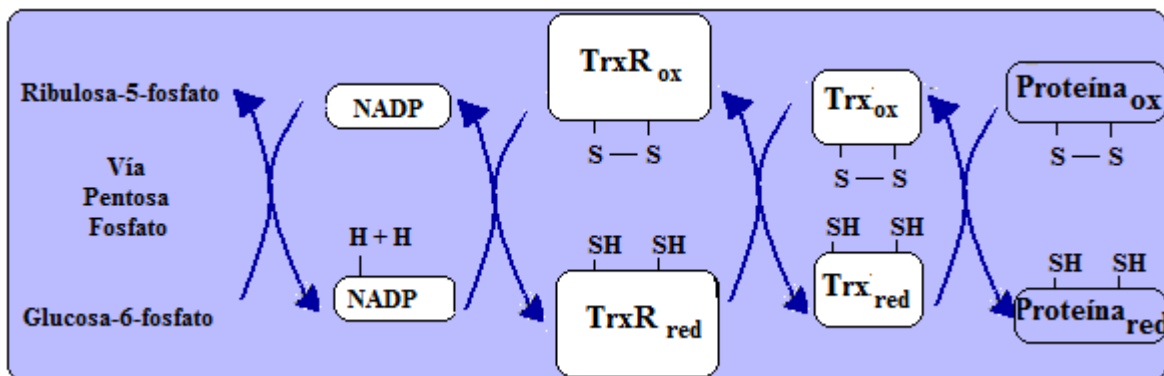 Ribulosa-5-fosfato
Vía
Pentosa
Fosfato
Glucosa-6-fosfato
NADP
H + H
NADP
TrxR ox
S — S
SH SH
TrxR red
Trx ox
S — S
SH SH
Trx red
Proteína ox
S — S
SH SH
Proteína red